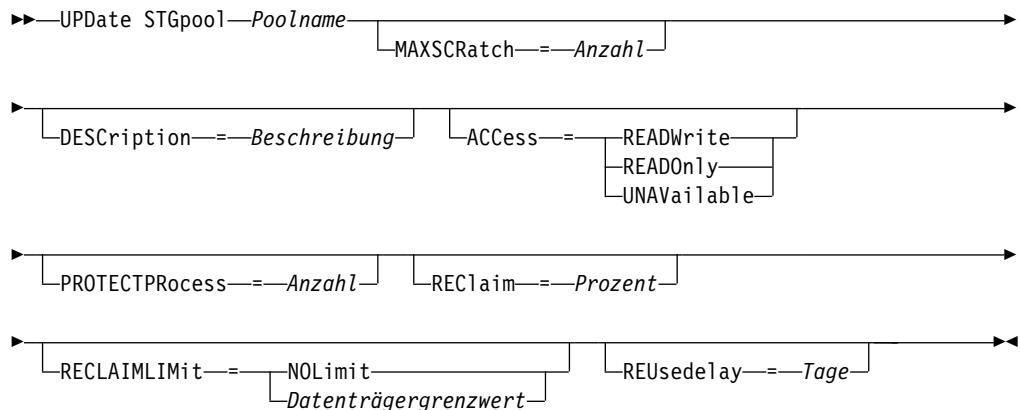 UPDate STGpool Poolname
MAXSCRatch = Anzahl
DESCription = Beschreibung ACCess = READWrite
READOnly
UNAVailable
PROTECTPRocess = Anzahl REClaim = Prozent
RECLAIMLIMit = NOLimit REUsedelay = Tage
Datenträgergrenzwert